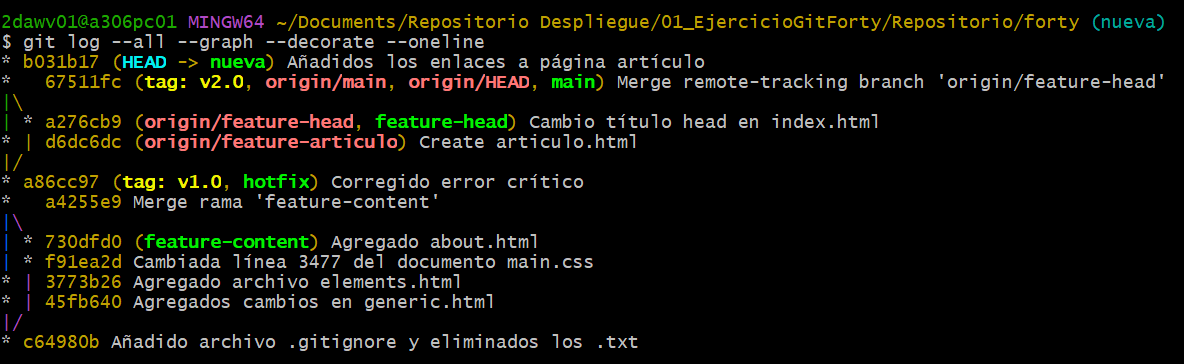 2dawv01@a306pc01 MINGW64 ~/Documents/Repositorio Despliegue/01_EjercicioGitForty/Repositorio/forty (nueva)
$ git log --all --graph --decorate --oneline
* b031b17 (HEAD -> nueva) Añadidos los enlaces a página artículo
*   67511fc (tag: v2.0, origin/main, origin/HEAD, main) Merge remote-tracking branch 'origin/feature-head'
|\
| * a276cb9 (origin/feature-head, feature-head) Cambio título head en index.html
* | d6dc6dc (origin/feature-articulo) Create articulo.html
|/
* a86cc97 (tag: v1.0, hotfix) Corregido error crítico
*   a4255e9 Merge rama 'feature-content'
|\
| * 730dfd0 (feature-content) Agregado about.html
| * f91ea2d Cambiada línea 3477 del documento main.css
* | 3773b26 Agregado archivo elements.html
* | 45fb640 Agregados cambios en generic.html
|/
* c64980b Añadido archivo .gitignore y eliminados los .txt